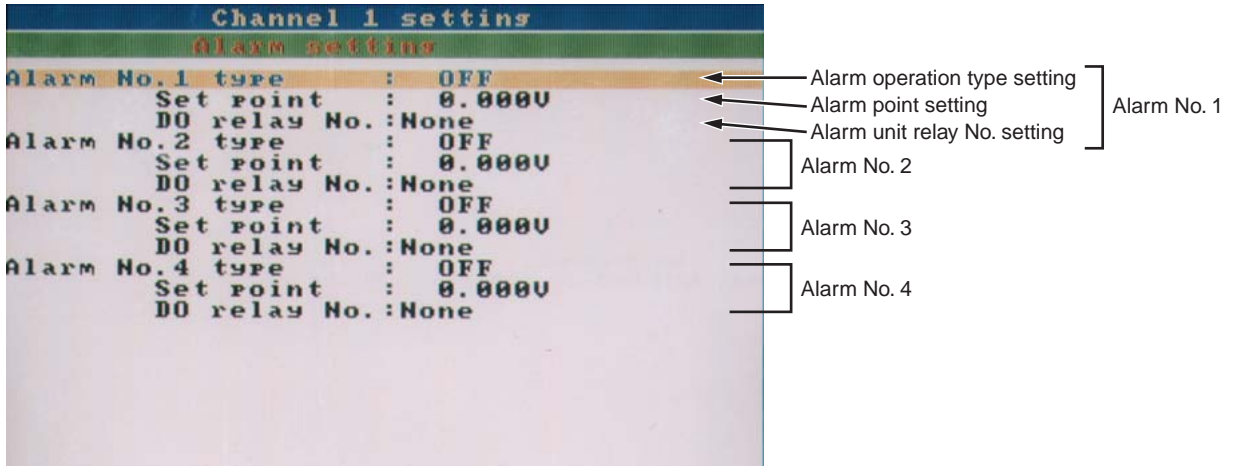 Channel 1 setting
Alarm setting
Alarm No.1 type : OFF
Set point : 0.000V
DO relay No.:None
Alarm No.2 type : OFF
Set point : 0.000V
DO relay No.:None
Alarm No.3 type : OFF
Set point : 0.000V
DO relay No.:None
Alarm No.4 type : OFF
Set point : 0.000V
DO relay No.:None
Alarm operation type setting
Alarm point setting
Alarm unit relay No. setting
Alarm No. 1
Alarm No. 2
Alarm No. 3
Alarm No. 4